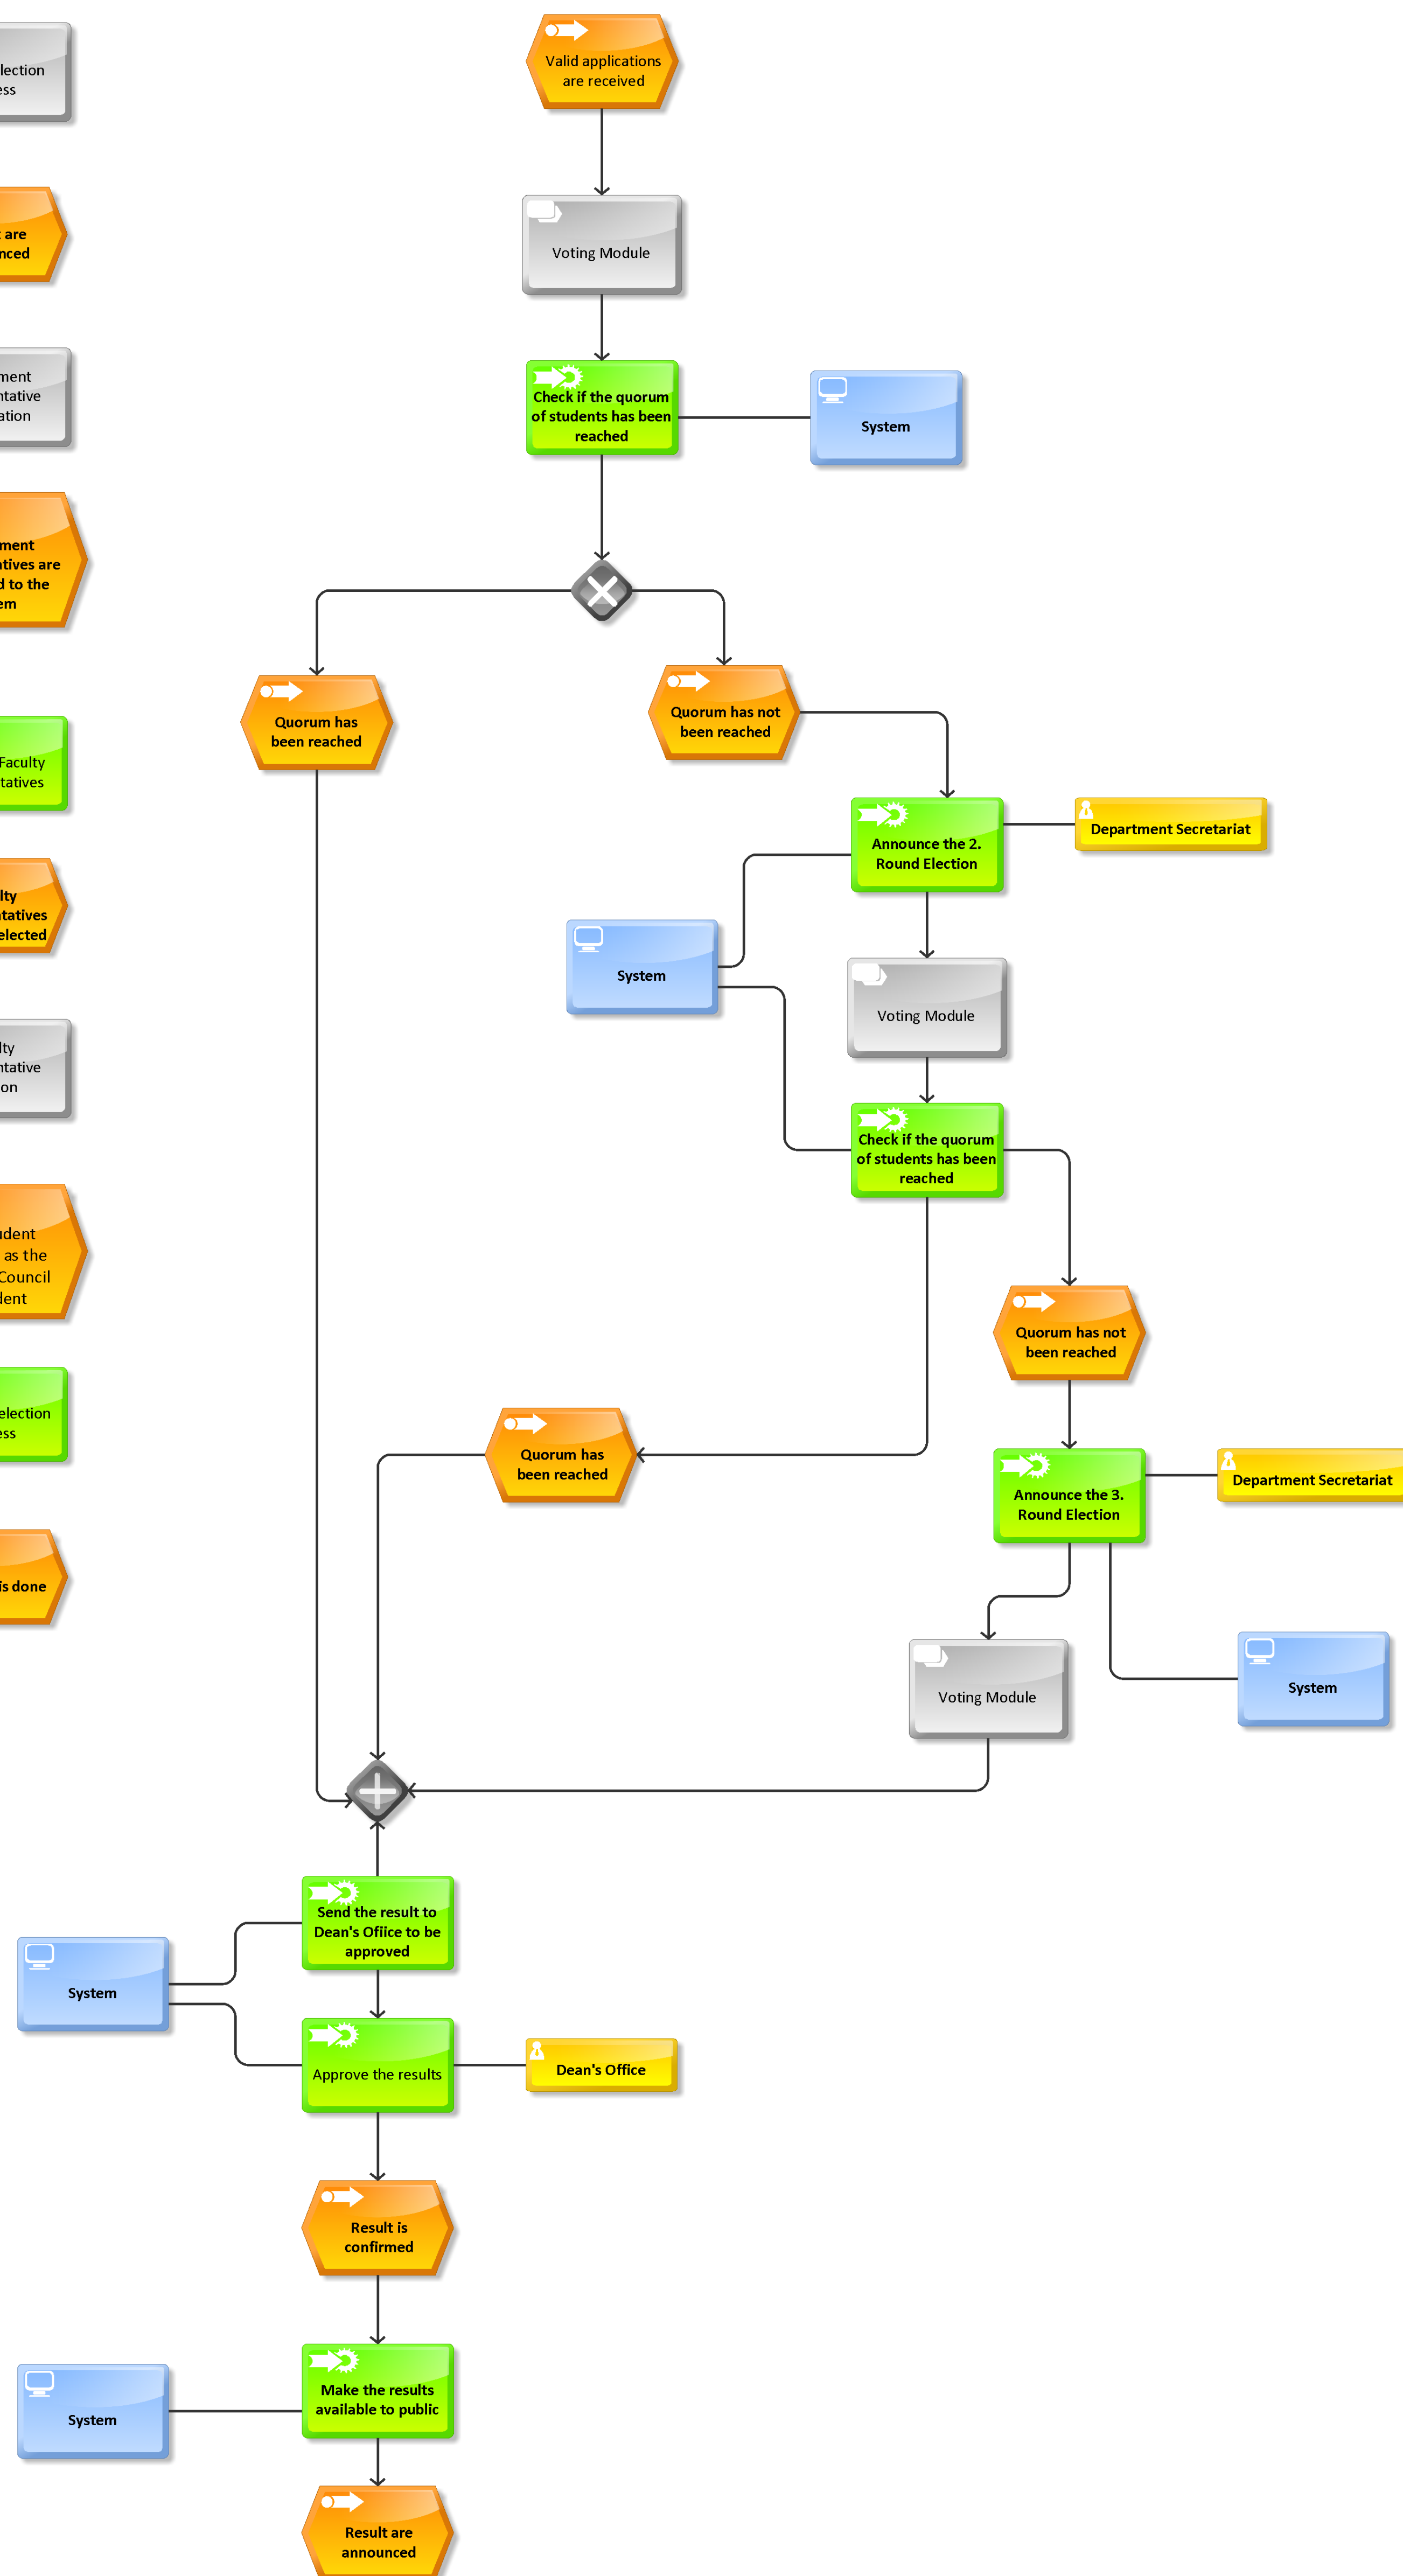 lection
ess
t are
nced
ment
ntative
ation
ment
atives are
d to the
em
Faculty
tatives
lty
ntatives
elected
lty
ntative
on
udent
as the
Council
dent
election
ess
is done
Valid applications
are received
Voting Module
Check if the quorum
of students has been
reached
System
Quorum has
been reached
Quorum has not
been reached
Announce the 2.
Round Election
Department Secretariat
System
Voting Module
Check if the quorum
of students has been
reached
Quorum has not
been reached
Quorum has
been reached
Announce the 3.
Round Election
Department Secretariat
Voting Module
System
Send the result to
Dean's Ofiice to be
approved
System
Approve the results
Dean's Office
Result is
confirmed
Make the results
available to public
System
Result are
announced